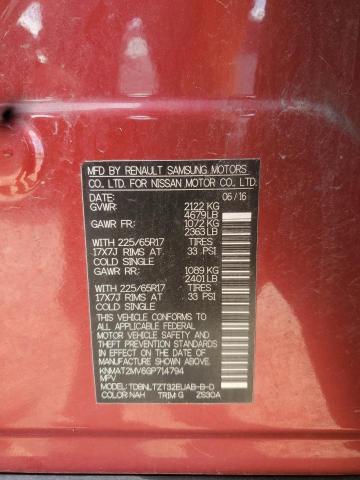 MFD BY RENAULT SAMSUNG MOTORS
CO., LTD. FOR NISSAN MOTOR CO., LTD.
DATE: 06/16
GVWR: 2122 KG
4679 LB
GAWR FR: 1072 KG
2363 LB
WITH 225/65R17 TIRES
17X7J RIMS AT 33 PSI
COLD SINGLE
GAWR RR: 1089 KG
2401 LB
WITH 225/65R17 TIRES
17X7J RIMS AT 33 PSI
COLD SINGLE
THIS VEHICLE CONFORMS TO
ALL APPLICABLE FEDERAL
MOTOR VEHICLE SAFETY AND
THEFT PREVENTION STANDARDS
IN EFFECT ON THE DATE OF
MANUFACTURE SHOWN ABOVE.
KNMAT2MV6GP714794
MPV
MODEL: TDBNLTZT32EUAB-B-D
COLOR: NAH TRIM: G ZS30A